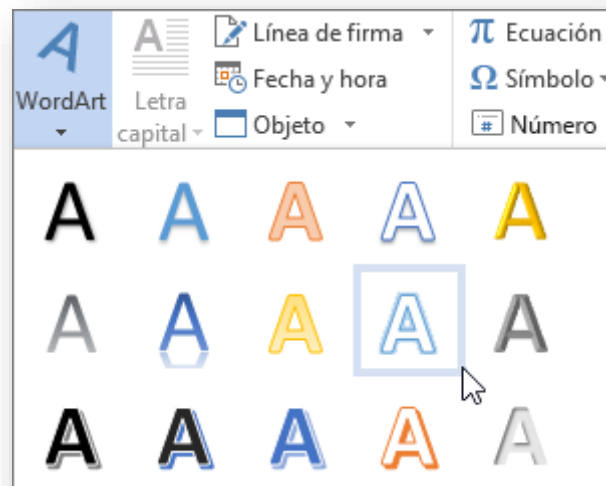 Línea de firma
π Ecuación
Fecha y hora
Ω Símbolo
WordArt
Letra
capital
Objeto
# Número
A A A A A
A A A A A
A A A A A